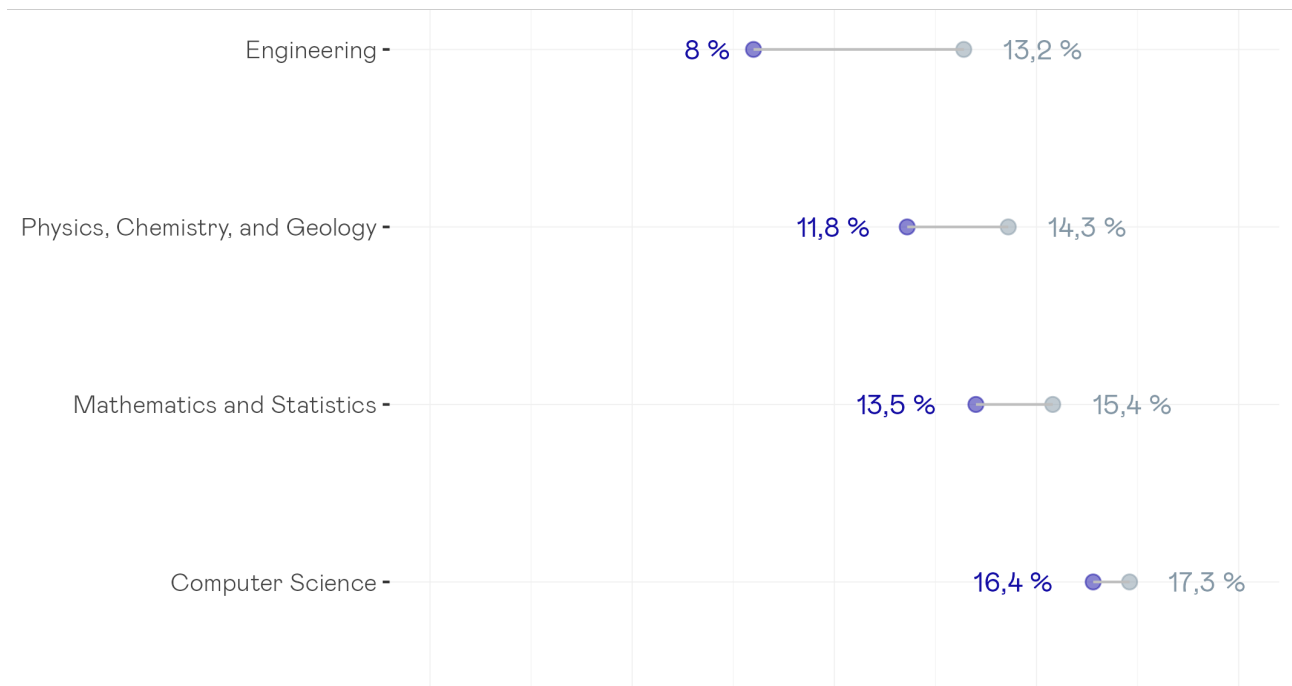 Engineering 8 % 13,2 %
Physics, Chemistry, and Geology 11,8 % 14,3 %
Mathematics and Statistics 13,5 % 15,4 %
Computer Science 16,4 % 17,3 %